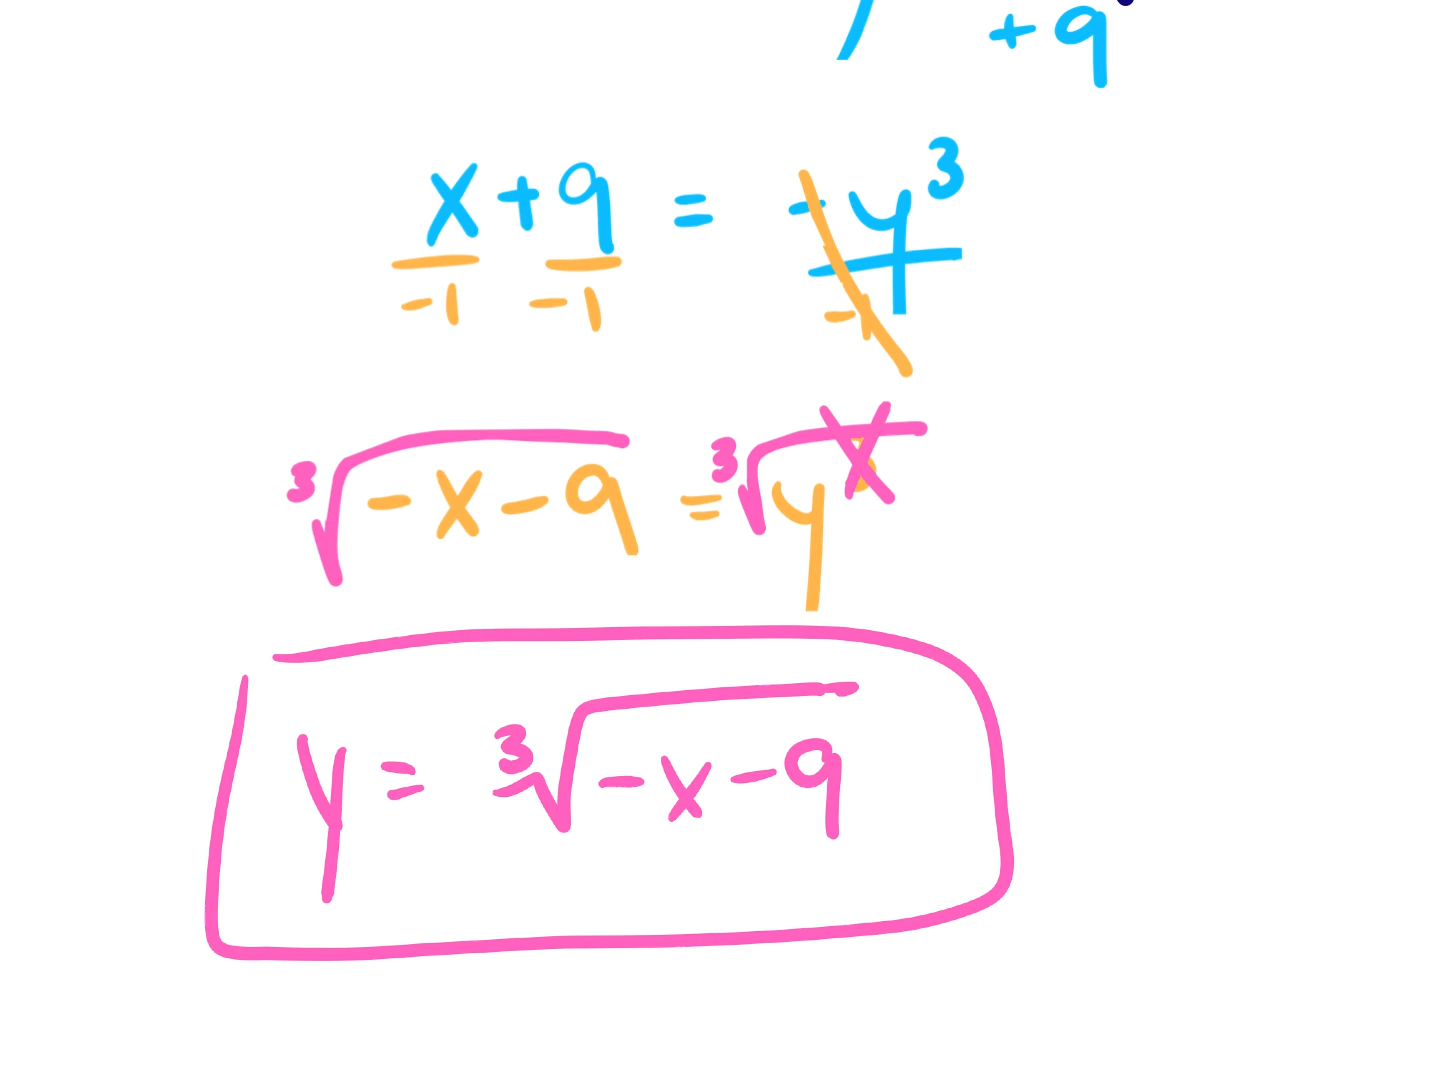 +9
x+9 = -y³
-1 -1 -1
∛(-x-9) = ∛(y³)
y = ∛(-x-9)